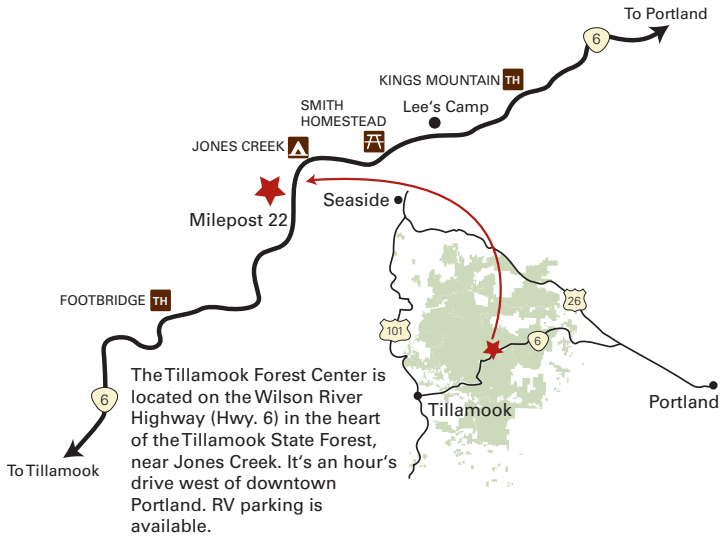 To Portland
6
KINGS MOUNTAIN TH
Lee's Camp
SMITH
HOMESTEAD
JONES CREEK
Milepost 22
Seaside
FOOTBRIDGE TH
26
101
6
6
Tillamook
Portland
To Tillamook
The Tillamook Forest Center is
located on the Wilson River
Highway (Hwy. 6) in the heart
of the Tillamook State Forest,
near Jones Creek. It's an hour's
drive west of downtown
Portland. RV parking is
available.